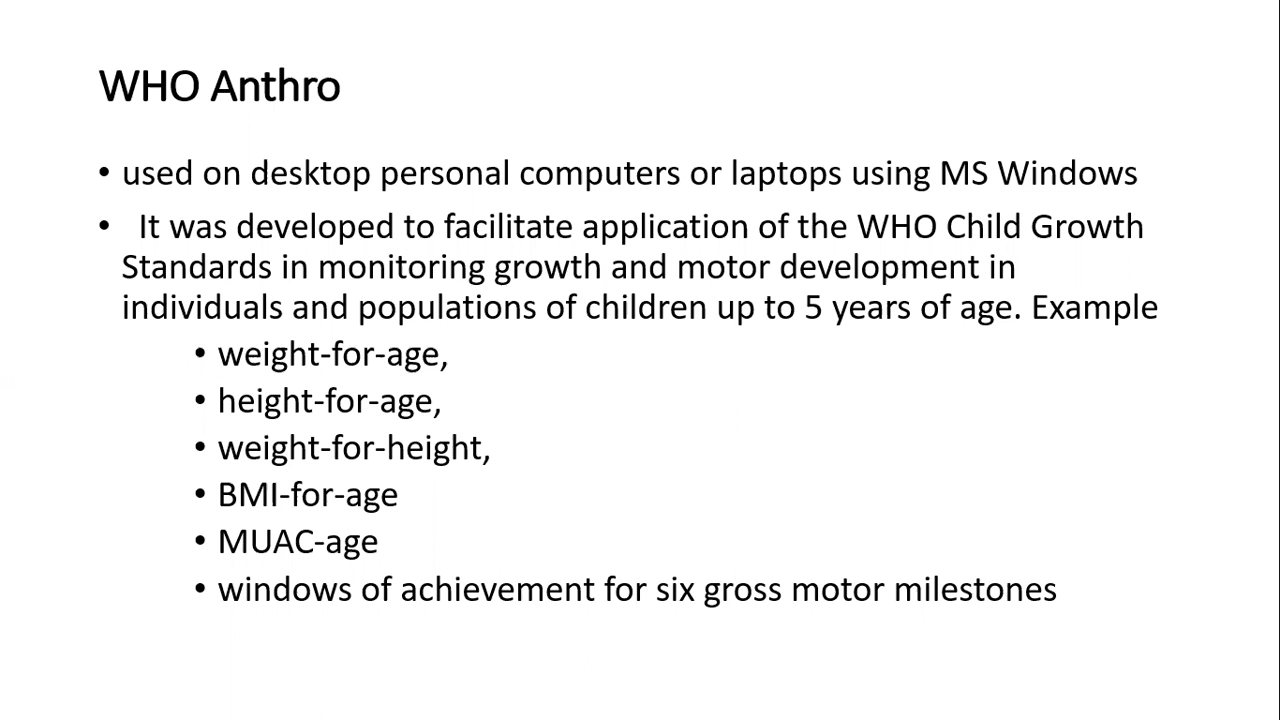 WHO Anthro
• used on desktop personal computers or laptops using MS Windows
• It was developed to facilitate application of the WHO Child Growth
Standards in monitoring growth and motor development in
individuals and populations of children up to 5 years of age. Example
• weight-for-age,
• height-for-age,
• weight-for-height,
• BMI-for-age
• MUAC-age
• windows of achievement for six gross motor milestones